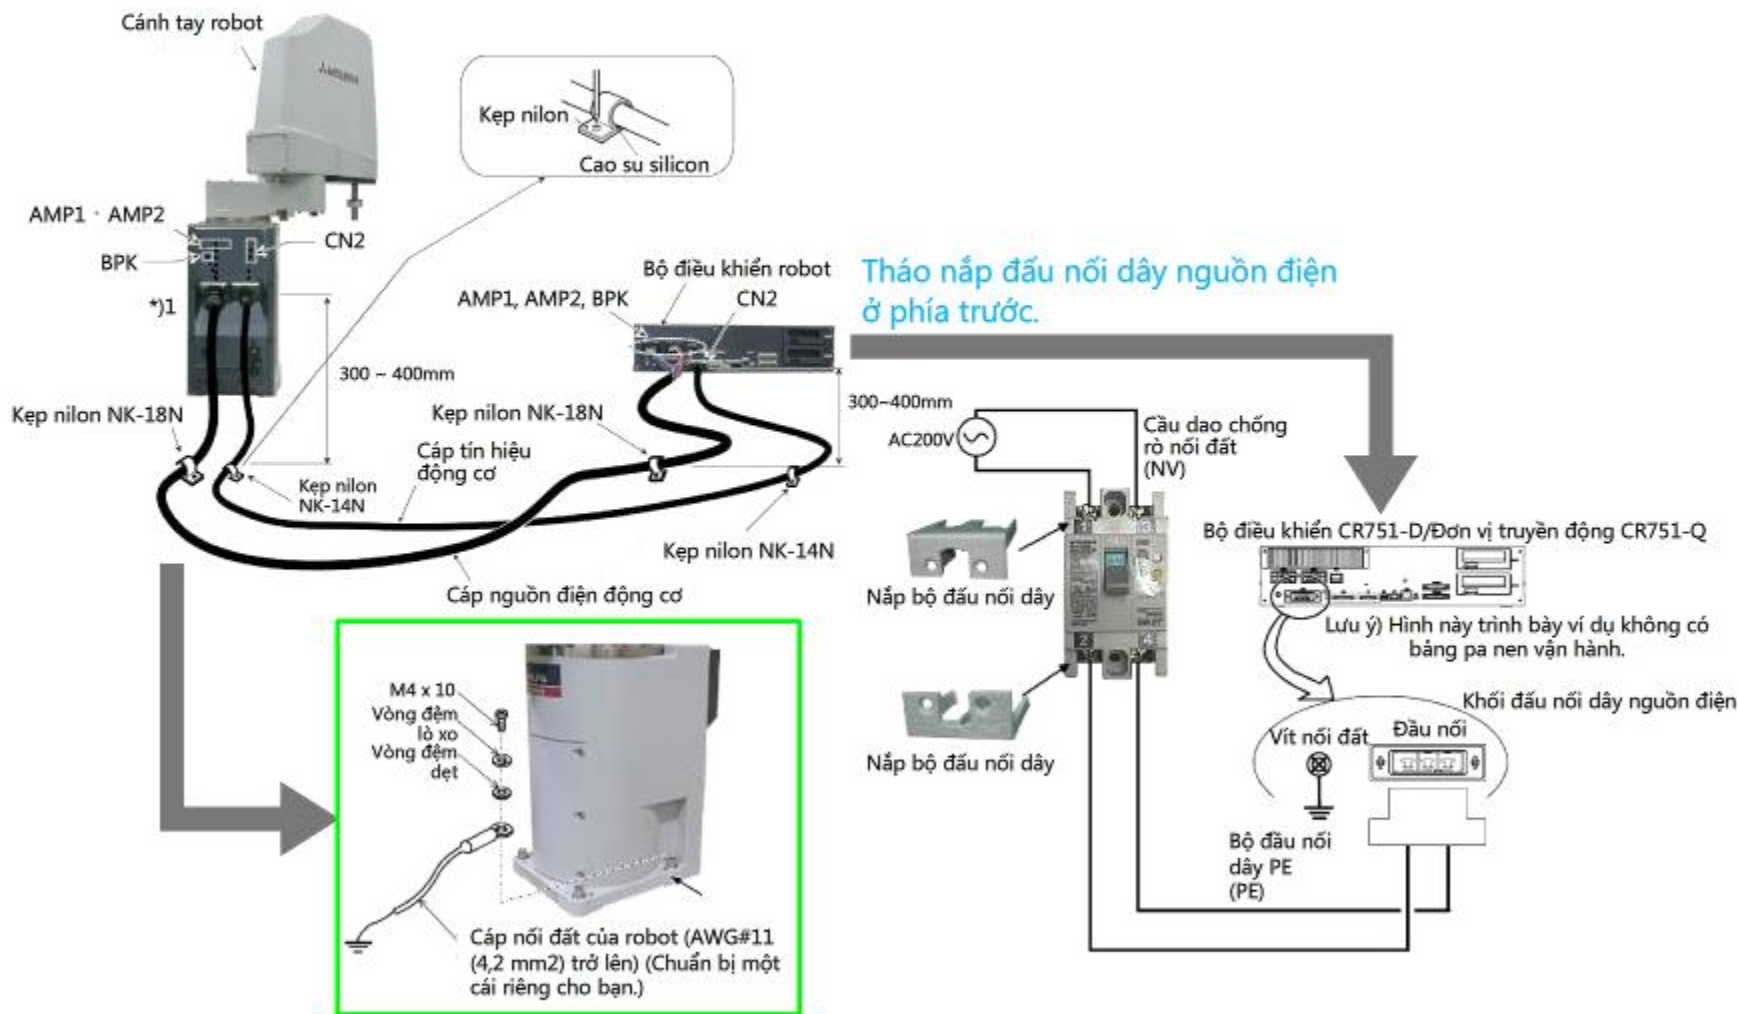 Cánh tay robot
MITSUBISHI
Kẹp nilon
Cao su silicon
AMP1 · AMP2
CN2
BPK
*)1
300 ~ 400mm
Bộ điều khiển robot
AMP1, AMP2, BPK
CN2
Tháo nắp đấu nối dây nguồn điện
ở phía trước.
300~400mm
Kẹp nilon NK-18N
Kẹp nilon NK-18N
Cáp tín hiệu
động cơ
Kẹp nilon
NK-14N
Kẹp nilon NK-14N
Cáp nguồn điện động cơ
AC200V
Cầu dao chống
rò nối đất
(NV)
Nắp bộ đấu nối dây
Nắp bộ đấu nối dây
2
4
Bộ điều khiển CR751-D/Đơn vị truyền động CR751-Q
Lưu ý) Hình này trình bày ví dụ không có
bảng pa nen vận hành.
Khối đấu nối dây nguồn điện
Vít nối đất
Đầu nối
Bộ đầu nối
dây PE
(PE)
M4 x 10
Vòng đệm
lò xo
Vòng đệm
dẹt
Cáp nối đất của robot (AWG#11
(4,2 mm2) trở lên) (Chuẩn bị một
cái riêng cho bạn.)